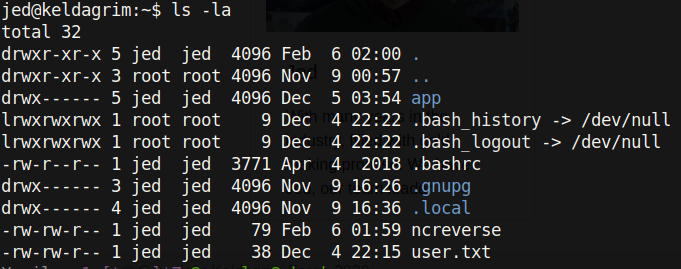 jed@keldagrim:~$ ls -la
total 32
drwxr-xr-x 5 jed  jed  4096 Feb  6 02:00 .
drwxr-xr-x 3 root root 4096 Nov  9 00:57 ..
drwx------ 5 jed  jed  4096 Dec  5 03:54 app
lrwxrwxrwx 1 root root    9 Dec  4 22:22 .bash_history -> /dev/null
lrwxrwxrwx 1 root root    9 Dec  4 22:22 .bash_logout -> /dev/null
-rw-r--r-- 1 jed  jed  3771 Apr  4  2018 .bashrc
drwx------ 3 jed  jed  4096 Nov  9 16:26 .gnupg
drwx------ 4 jed  jed  4096 Nov  9 16:36 .local
-rw-rw-r-- 1 jed  jed    79 Feb  6 01:59 ncreverse
-rw-rw-r-- 1 jed  jed    38 Dec  4 22:15 user.txt